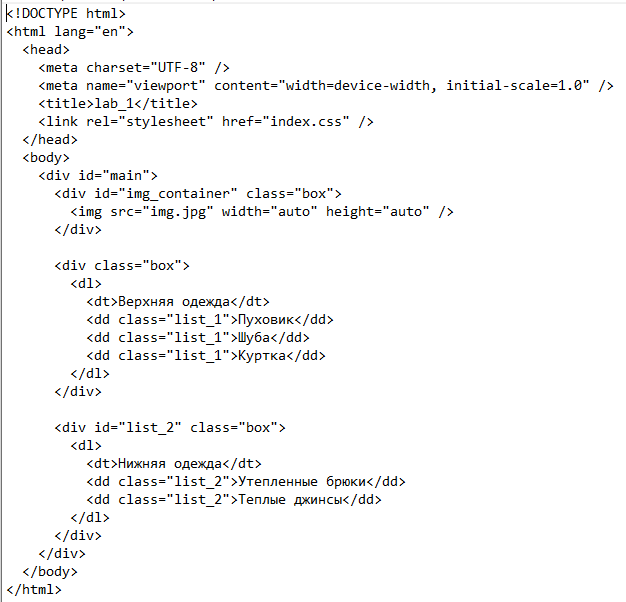 <!DOCTYPE html>
<html lang="en">
  <head>
    <meta charset="UTF-8" />
    <meta name="viewport" content="width=device-width, initial-scale=1.0" />
    <title>lab_1</title>
    <link rel="stylesheet" href="index.css" />
  </head>
  <body>
    <div id="main">
      <div id="img_container" class="box">
        <img src="img.jpg" width="auto" height="auto" />
      </div>

      <div class="box">
        <dl>
          <dt>Верхняя одежда</dt>
          <dd class="list_1">Пуховик</dd>
          <dd class="list_1">Шуба</dd>
          <dd class="list_1">Куртка</dd>
        </dl>
      </div>

      <div id="list_2" class="box">
        <dl>
          <dt>Нижняя одежда</dt>
          <dd class="list_2">Утепленные брюки</dd>
          <dd class="list_2">Теплые джинсы</dd>
        </dl>
      </div>
    </div>
  </body>
</html>